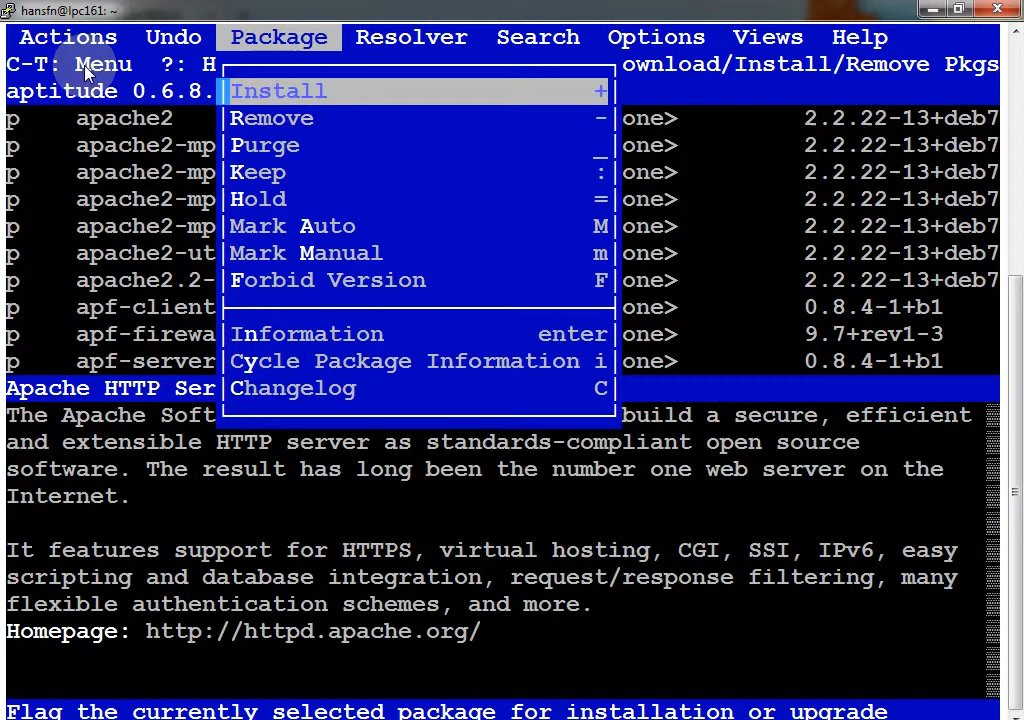 hansfn@lpc161: ~
Actions Undo Package Resolver Search Options Views Help
C-T: Menu ?: H ownload/Install/Remove Pkgs
aptitude 0.6.8. Install +
p apache2 Remove - one> 2.2.22-13+deb7
p apache2-mp Purge _ one> 2.2.22-13+deb7
p apache2-mp Keep : one> 2.2.22-13+deb7
p apache2-mp Hold = one> 2.2.22-13+deb7
p apache2-mp Mark Auto M one> 2.2.22-13+deb7
p apache2-ut Mark Manual m one> 2.2.22-13+deb7
p apache2.2- Forbid Version F one> 2.2.22-13+deb7
p apf-client one> 0.8.4-1+b1
p apf-firewa Information enter one> 9.7+rev1-3
p apf-server Cycle Package Information i one> 0.8.4-1+b1
Apache HTTP Ser Changelog C
The Apache Soft build a secure, efficient
and extensible HTTP server as standards-compliant open source
software. The result has long been the number one web server on the
Internet.
It features support for HTTPS, virtual hosting, CGI, SSI, IPv6, easy
scripting and database integration, request/response filtering, many
flexible authentication schemes, and more.
Homepage: http://httpd.apache.org/
Flag the currently selected package for installation or upgrade